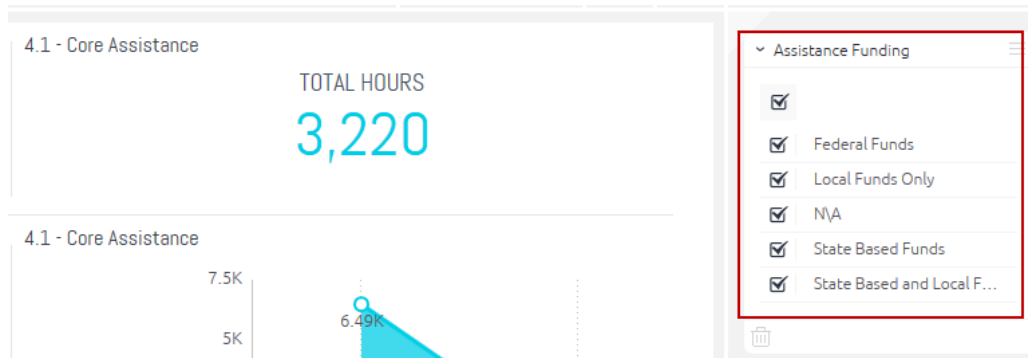 4.1 - Core Assistance
TOTAL HOURS
3,220
4.1 - Core Assistance
7.5K
6.49K
5K
Assistance Funding
Federal Funds
Local Funds Only
N\A
State Based Funds
State Based and Local F...